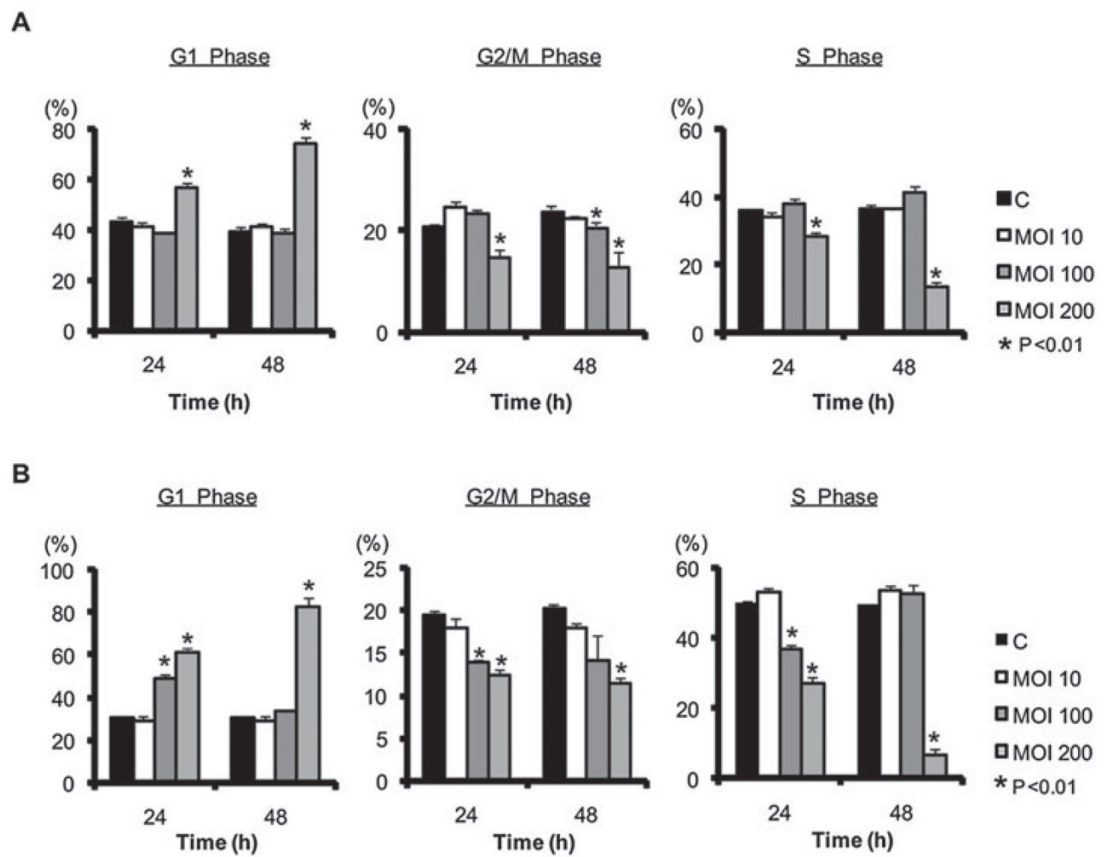 A
G1 Phase G2/M Phase S Phase
(%) (%) (%)
80 40 60
60
40 20 40
20 20
0 0 0
* * * * * * *
24 48 24 48 24 48
Time (h) Time (h) Time (h)
C
MOI 10
MOI 100
MOI 200
* P<0.01
B
G1 Phase G2/M Phase S Phase
(%) (%) (%)
100 25 60
80 20
60 15 40
40 10 20
20 5
0 0 0
* * * * * * * * *
24 48 24 48 24 48
Time (h) Time (h) Time (h)
C
MOI 10
MOI 100
MOI 200
* P<0.01